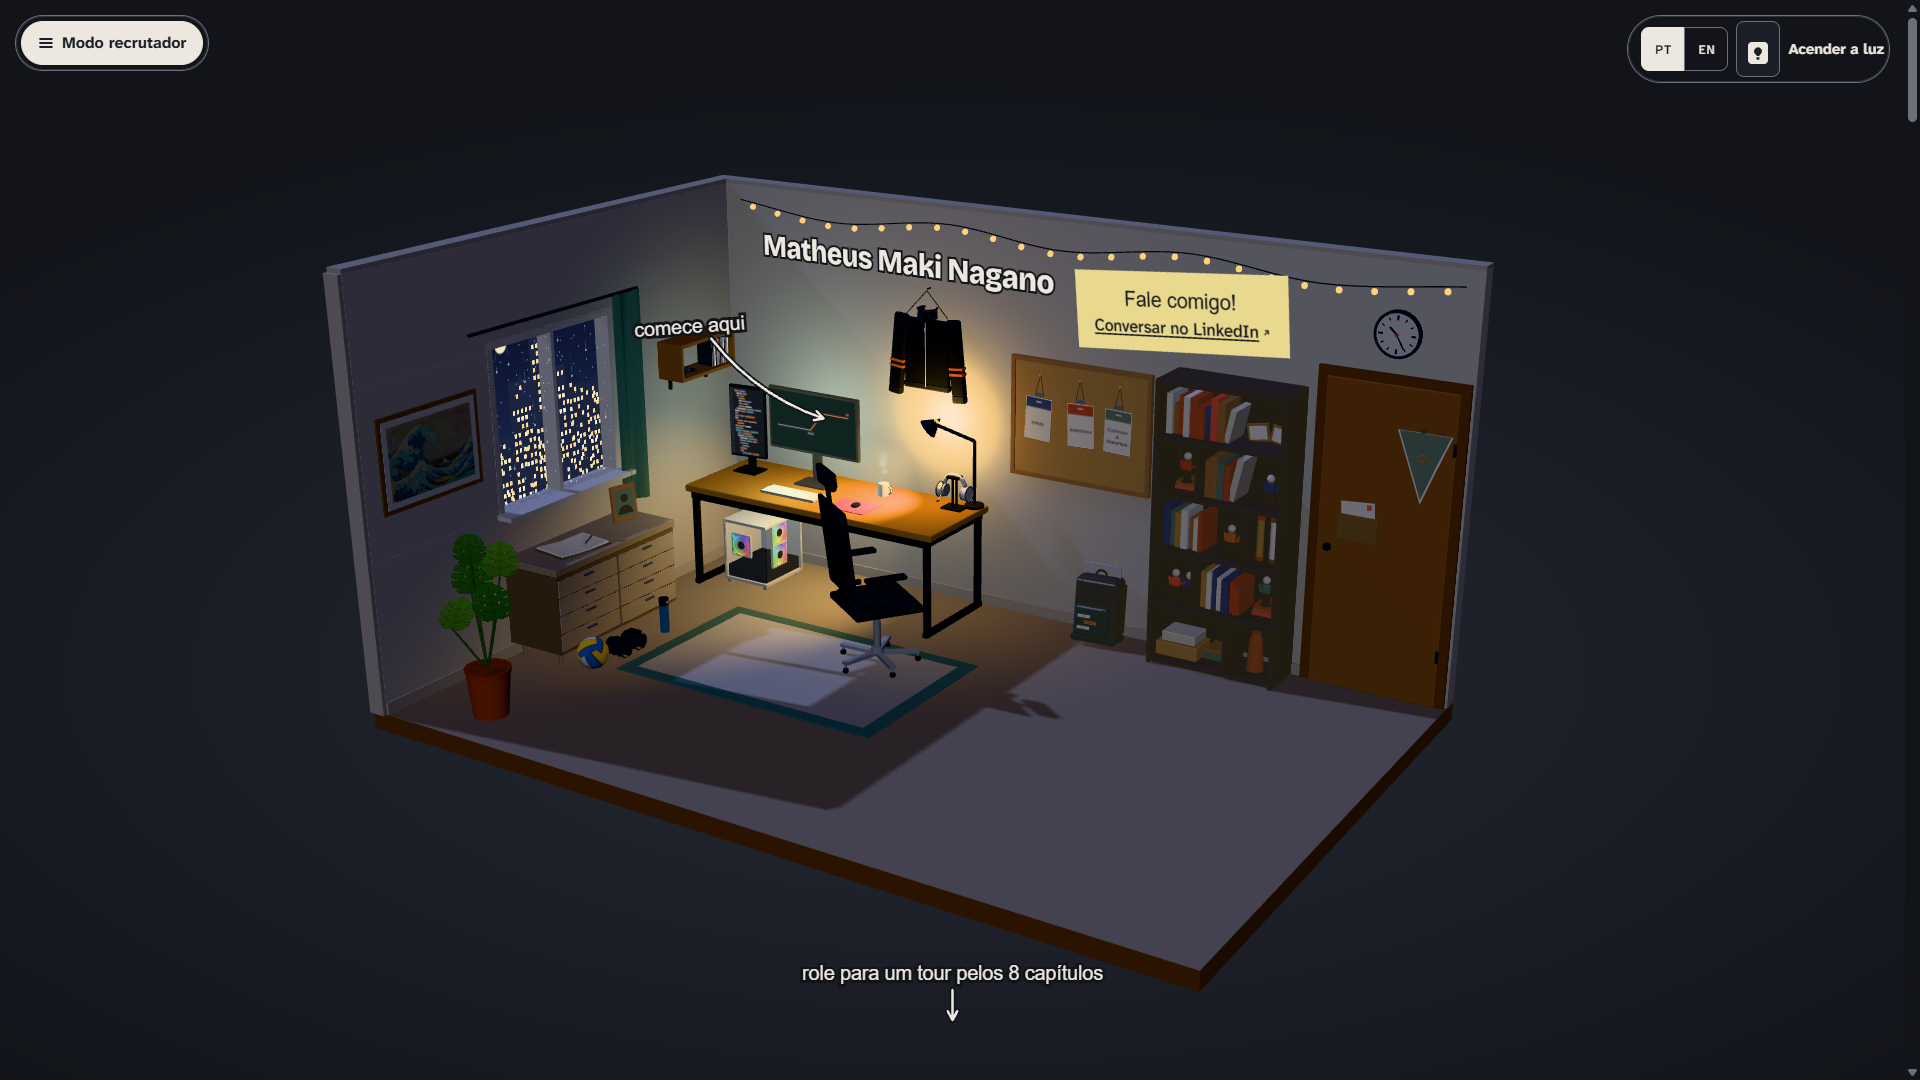 Modo recrutador
PT
EN
Acender a luz
Matheus Maki Nagano
Fale comigo!
Conversar no LinkedIn
comece aqui
role para um tour pelos 8 capítulos